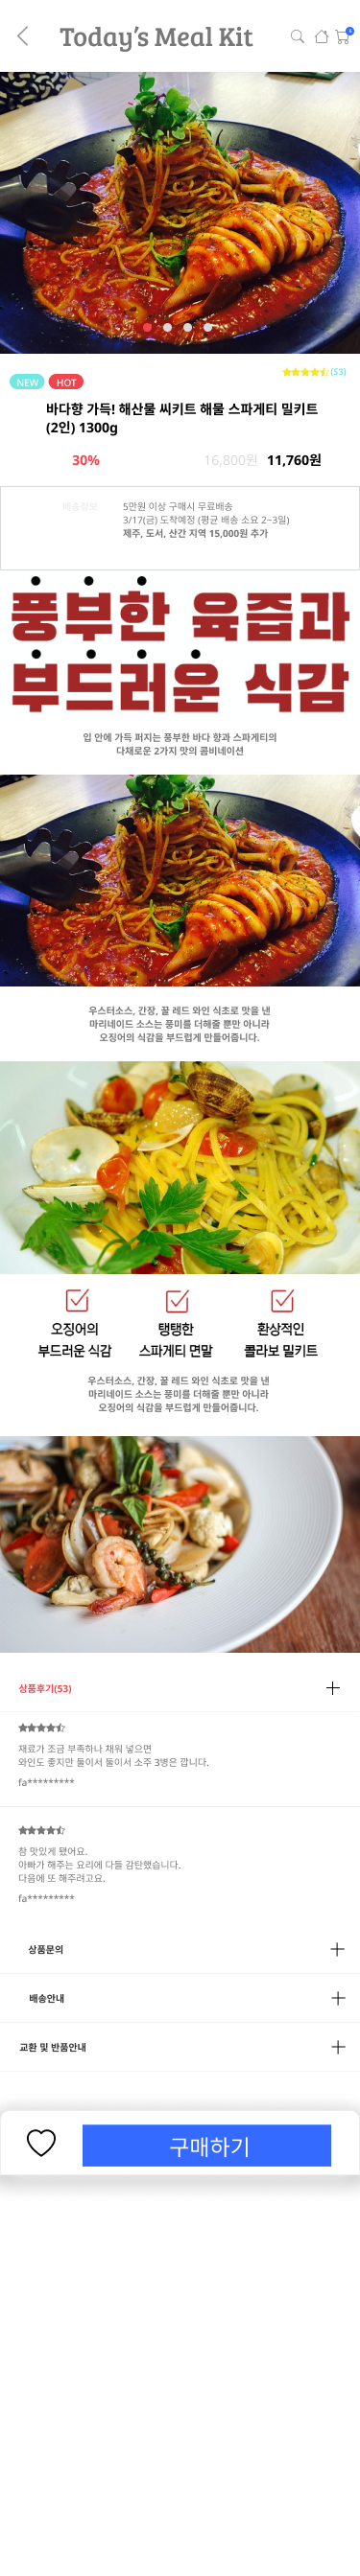 Today's Meal Kit
(53)
NEW HOT
바다향 가득! 해산물 씨키트 해물 스파게티 밀키트
(2인) 1300g
30% 16,800원 11,760원
배송정보 5만원 이상 구매시 무료배송
3/17(금) 도착예정 (평균 배송 소요 2~3일)
제주, 도서, 산간 지역 15,000원 추가
풍부한 육즙과
부드러운 식감
입 안에 가득 퍼지는 풍부한 바다 향과 스파게티의
다채로운 2가지 맛의 콤비네이션
우스터소스, 간장, 꿀 레드 와인 식초로 맛을 낸
마리네이드 소스는 풍미를 더해줄 뿐만 아니라
오징어의 식감을 부드럽게 만들어줍니다.
오징어의 탱탱한 환상적인
부드러운 식감 스파게티 면발 콜라보 밀키트
우스터소스, 간장, 꿀 레드 와인 식초로 맛을 낸
마리네이드 소스는 풍미를 더해줄 뿐만 아니라
오징어의 식감을 부드럽게 만들어줍니다.
상품후기(53)
재료가 조금 부족하나 채워 넣으면
와인도 좋지만 둘이서 둘이서 소주 3병은 깝니다.
fa*********
참 맛있게 됐어요.
아빠가 해주는 요리에 다들 감탄했습니다.
다음에 또 해주려고요.
fa*********
상품문의
배송안내
교환 및 반품안내
구매하기